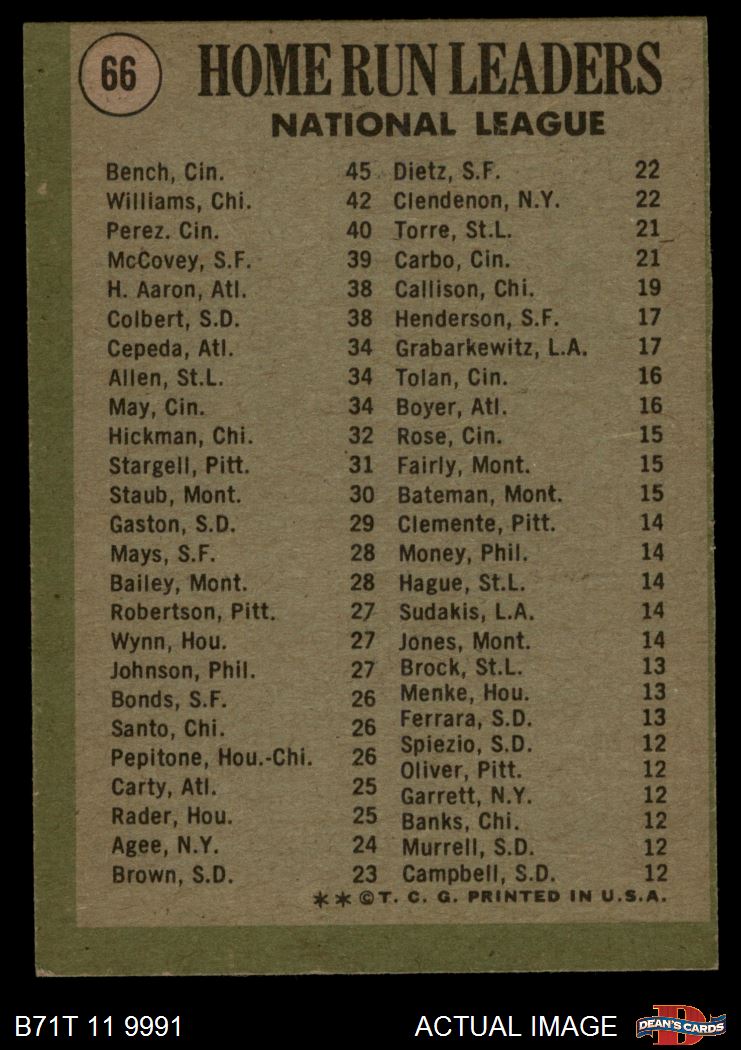 66
HOME RUN LEADERS
NATIONAL LEAGUE
Bench, Cin. 45
Williams, Chi. 42
Perez. Cin. 40
McCovey, S.F. 39
H. Aaron, Atl. 38
Colbert, S.D. 38
Cepeda, Atl. 34
Allen, St.L. 34
May, Cin. 34
Hickman, Chi. 32
Stargell, Pitt. 31
Staub, Mont. 30
Gaston, S.D. 29
Mays, S.F. 28
Bailey, Mont. 28
Robertson, Pitt. 27
Wynn, Hou. 27
Johnson, Phil. 27
Bonds, S.F. 26
Santo, Chi. 26
Pepitone, Hou.-Chi. 26
Carty, Atl. 25
Rader, Hou. 25
Agee, N.Y. 24
Brown, S.D. 23
Dietz, S.F. 22
Clendenon, N.Y. 22
Torre, St.L. 21
Carbo, Cin. 21
Callison, Chi. 19
Henderson, S.F. 17
Grabarkewitz, L.A. 17
Tolan, Cin. 16
Boyer, Atl. 16
Rose, Cin. 15
Fairly, Mont. 15
Bateman, Mont. 15
Clemente, Pitt. 14
Money, Phil. 14
Hague, St.L. 14
Sudakis, L.A. 14
Jones, Mont. 14
Brock, St.L. 13
Menke, Hou. 13
Ferrara, S.D. 13
Spiezio, S.D. 12
Oliver, Pitt. 12
Garrett, N.Y. 12
Banks, Chi. 12
Murrell, S.D. 12
Campbell, S.D. 12
**©T. C. G. PRINTED IN U.S.A.
B71T 11 9991
ACTUAL IMAGE
D
DEAN'S CARDS